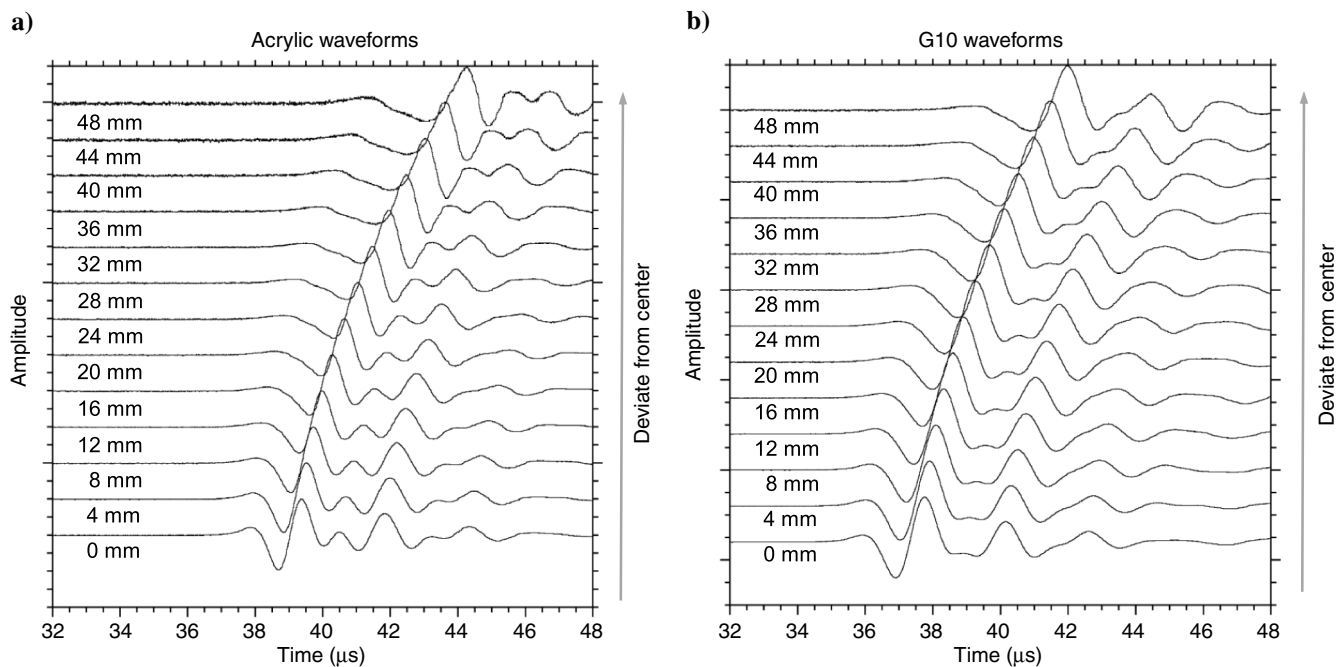 a)
Acrylic waveforms
Amplitude
48 mm
44 mm
40 mm
36 mm
32 mm
28 mm
24 mm
20 mm
16 mm
12 mm
8 mm
4 mm
0 mm
32 34 36 38 40 42 44 46 48
Time (μs)
Deviate from center
b)
G10 waveforms
Amplitude
48 mm
44 mm
40 mm
36 mm
32 mm
28 mm
24 mm
20 mm
16 mm
12 mm
8 mm
4 mm
0 mm
32 34 36 38 40 42 44 46 48
Time (μs)
Deviate from center